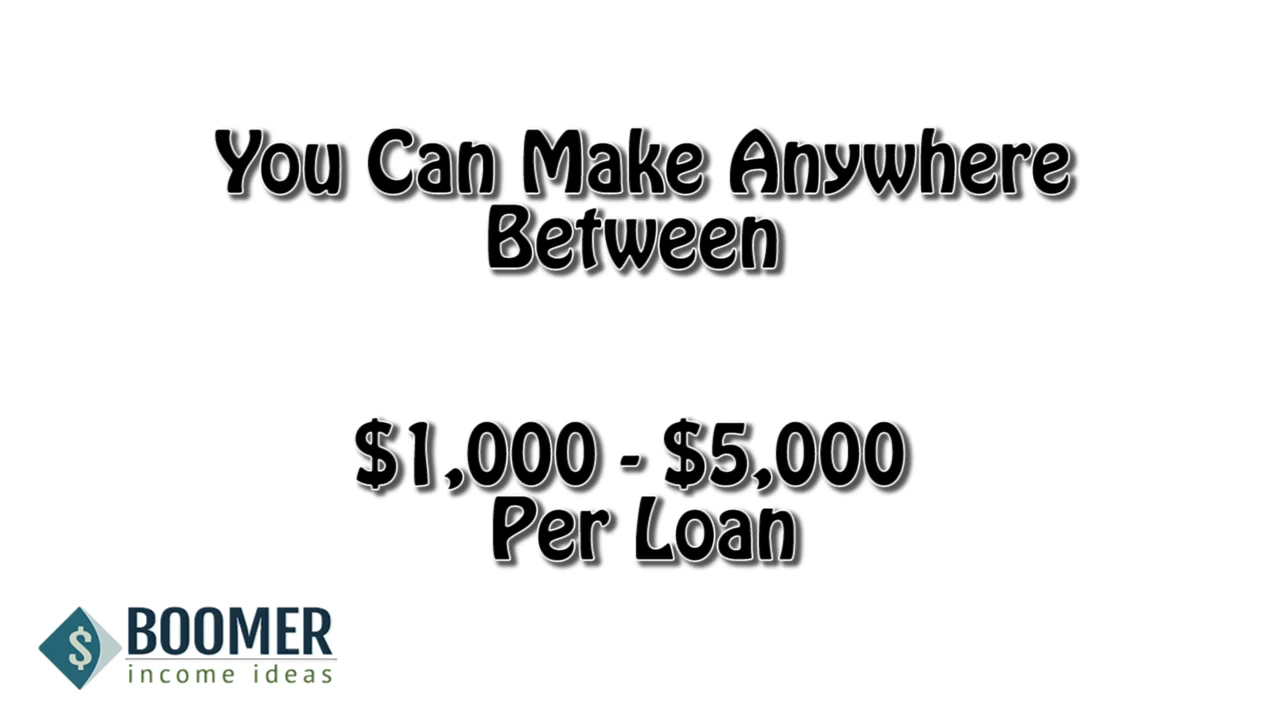 You Can Make Anywhere
Between
$1,000 - $5,000
Per Loan
$
BOOMER
income ideas